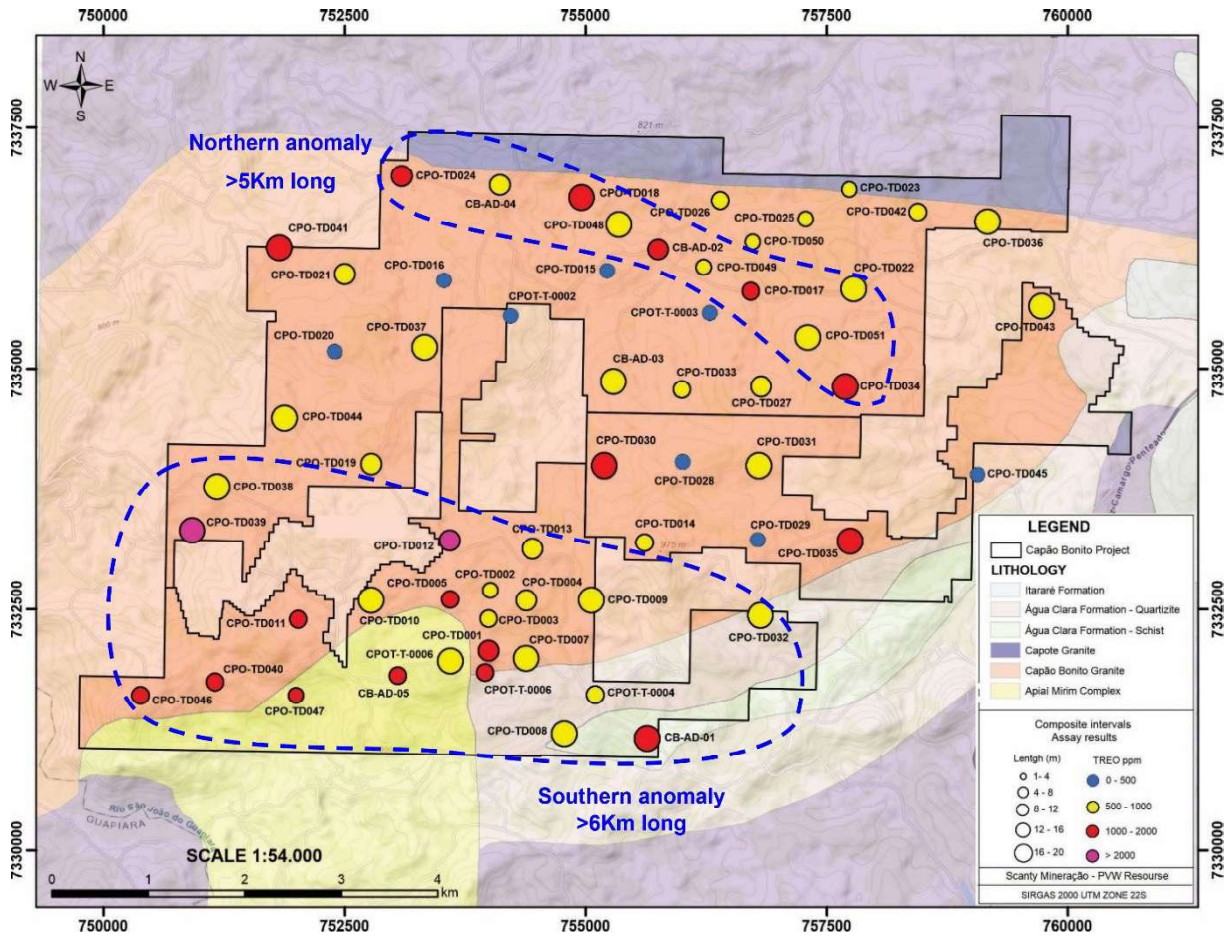 750000
752500
755000
757500
760000
N
W E
S
7337500
7337500
821 m
Northern anomaly
>5Km long
CPO-TD024
CB-AD-04
CPO-TD018
CPO-TD023
CPO-TD026
CPO-TD025
CPO-TD042
CPO-TD048
CPO-TD050
CPO-TD036
CPO-TD041
CB-AD-02
CPO-TD016
CPO-TD015
CPO-TD049
CPO-TD022
CPO-TD021
CPO-TD017
CPOT-T-0002
CPOT-T-0003
CPO-TD043
CPO-TD020
CPO-TD037
CPO-TD051
7335000
7335000
CB-AD-03
CPO-TD033
CPO-TD034
CPO-TD027
CPO-TD044
CPO-TD030
CPO-TD031
CPO-TD019
CPO-TD028
CPO-TD045
CPO-TD038
CPO-TD039
CPO-TD013
CPO-TD014
CPO-TD029
CPO-TD012
975 m
CPO-TD035
CPO-TD005
CPO-TD002
CPO-TD004
CPO-TD009
CPO-TD010
CPO-TD003
CPO-TD011
CPO-TD032
CPO-TD001
CPO-TD007
CPOT-T-0006
CPO-TD040
CB-AD-05
CPOT-T-0006
CPO-TD046
CPO-TD047
CPOT-T-0004
CPO-TD008
CB-AD-01
7332500
7332500
Southern anomaly
>6Km long
GUAPIARA
SCALE 1:54.000
0 1 2 3 4
km
7330000
7330000
LEGEND
Capão Bonito Project
LITHOLOGY
Itararé Formation
Água Clara Formation - Quartizite
Água Clara Formation - Schist
Capote Granite
Capão Bonito Granite
Apiaí Mirim Complex
Composite intervals
Assay results
Lentgh (m) TREO ppm
1- 4
4 - 8
8 - 12
12 - 16
16 - 20
0 - 500
500 - 1000
1000 - 2000
> 2000
Scanty Mineração - PVW Resourse
SIRGAS 2000 UTM ZONE 22S
750000
752500
755000
757500
760000